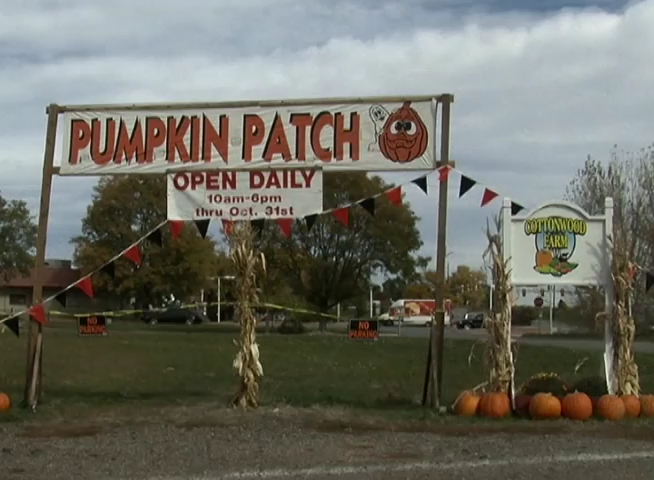 PUMPKIN PATCH
OPEN DAILY
10am-6pm
thru Oct. 31st
COTTONWOOD
FARM
NO
PARKING
NO
PARKING